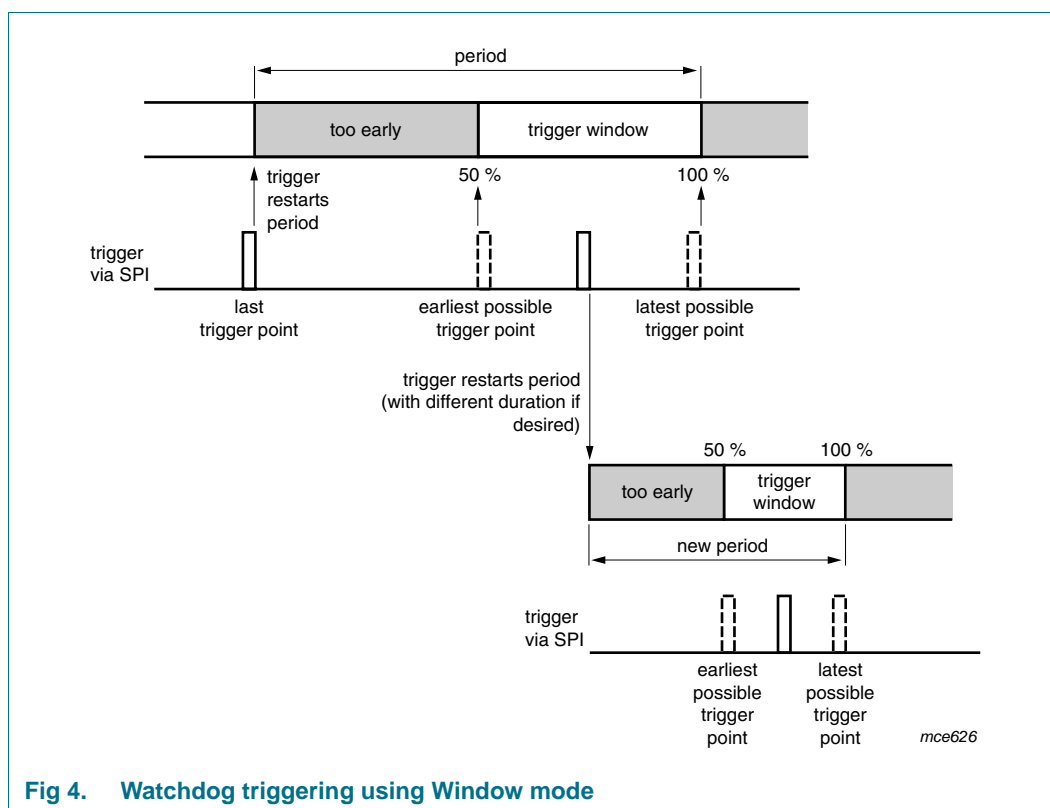 period
too early
trigger window
trigger
restarts
period
50 %
100 %
trigger
via SPI
last
trigger point
earliest possible
trigger point
latest possible
trigger point
trigger restarts period
(with different duration if
desired)
50 %
100 %
too early
trigger
window
new period
trigger
via SPI
earliest
possible
trigger
point
latest
possible
trigger
point
mce626
Fig 4. Watchdog triggering using Window mode